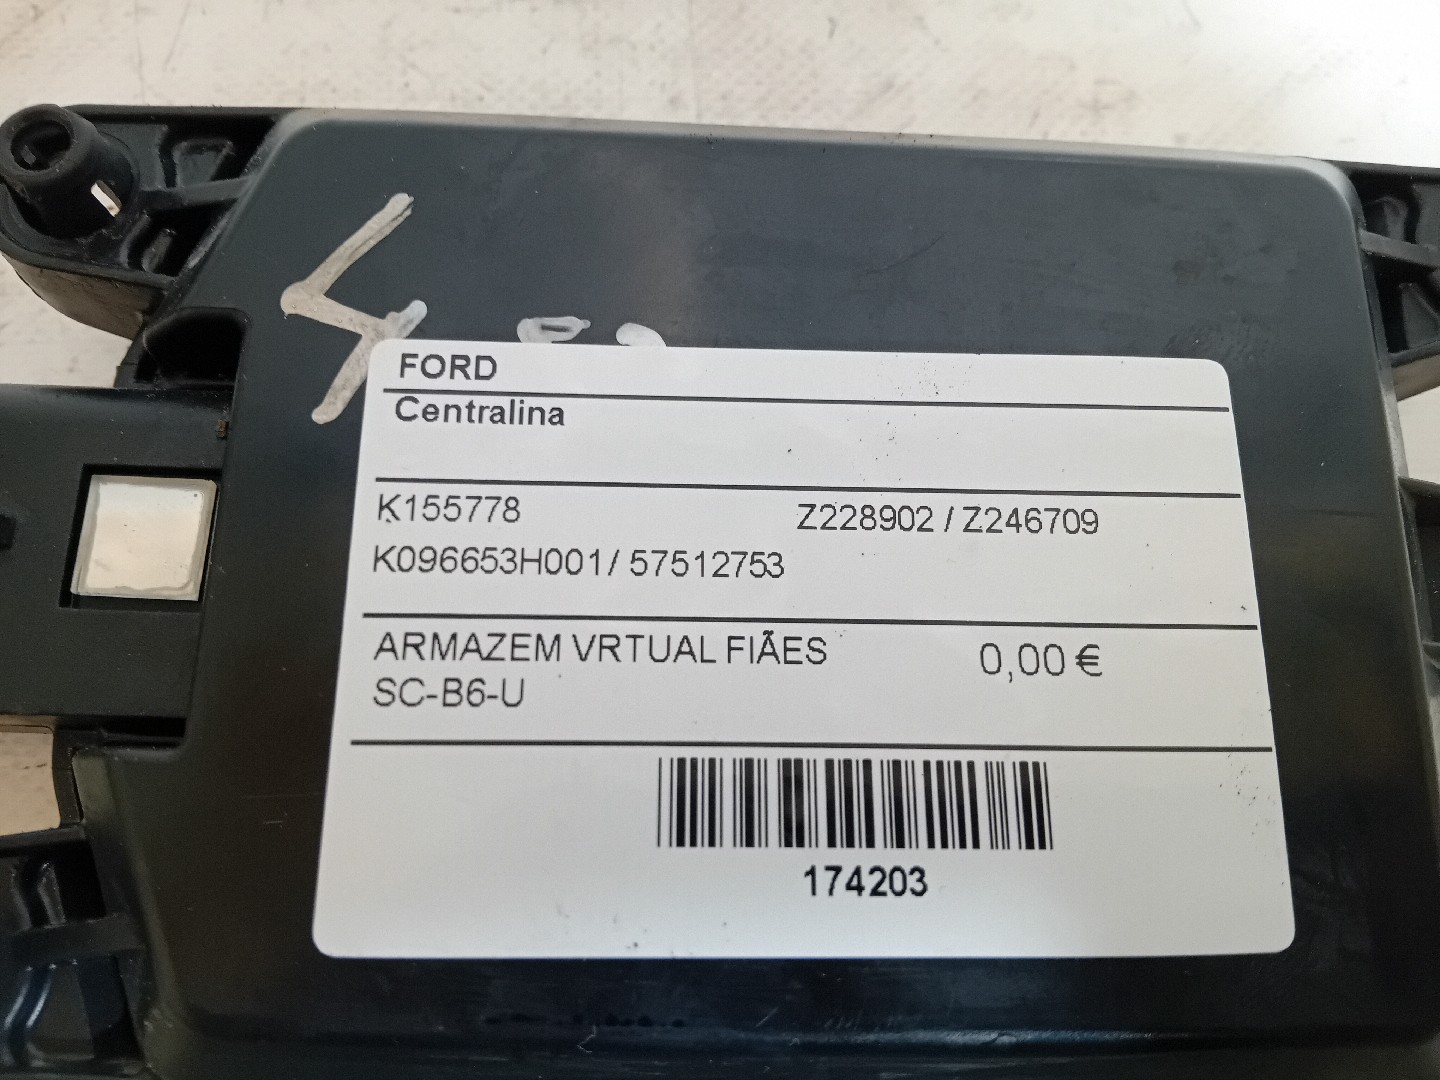 FORD
Centralina
K155778 Z228902 / Z246709
K096653H001/ 57512753
ARMAZEM VRTUAL FIÃES 0,00 €
SC-B6-U
174203